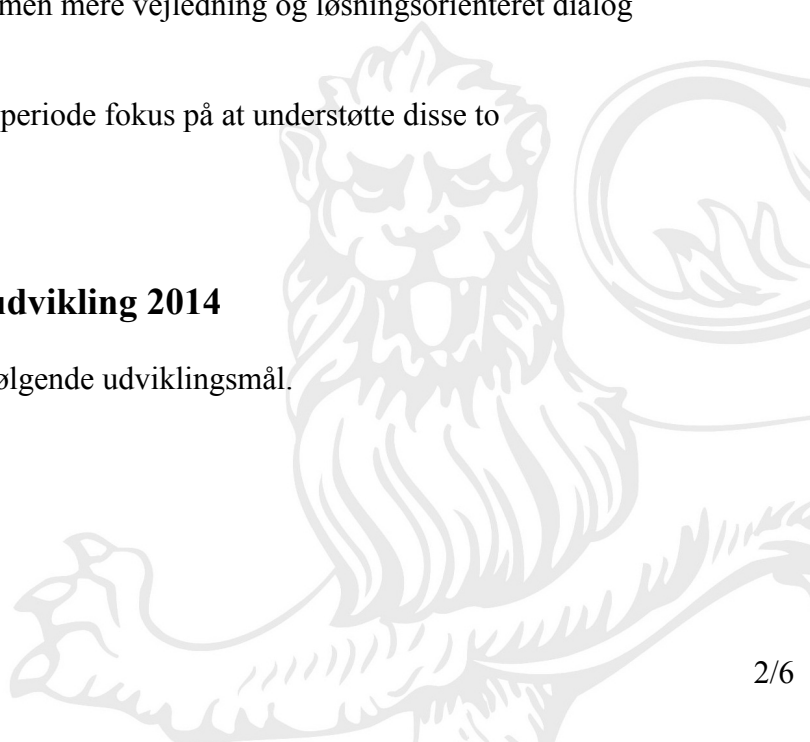 men mere vejledning og løsningsorienteret dialog
periode fokus på at understøtte disse to
udvikling 2014
ølgende udviklingsmål.
2/6